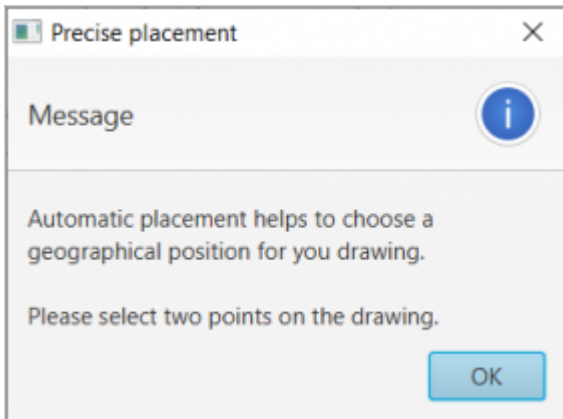 Precise placement
Message
Automatic placement helps to choose a
geographical position for you drawing.
Please select two points on the drawing.
OK